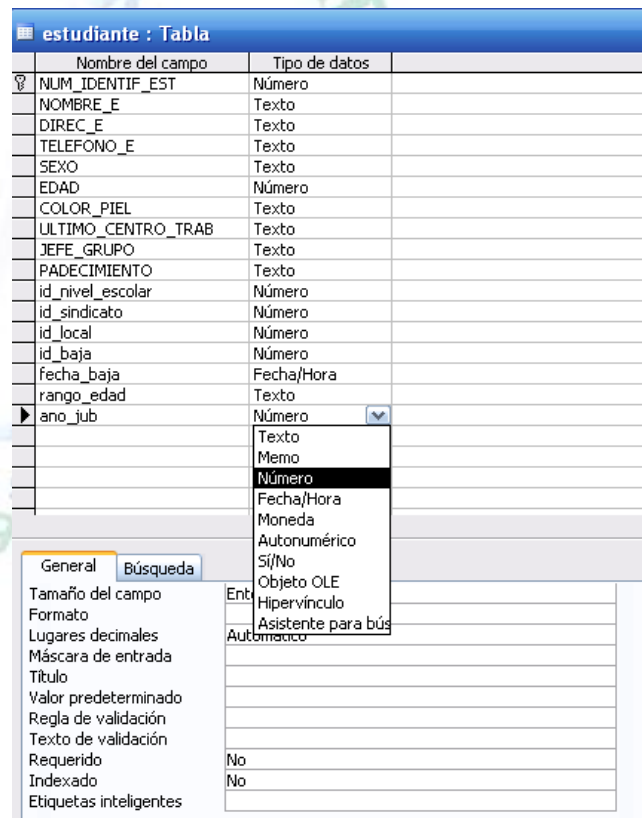 estudiante : Tabla
Nombre del campo Tipo de datos
NUM_IDENTIF_EST Número
NOMBRE_E Texto
DIREC_E Texto
TELEFONO_E Texto
SEXO Texto
EDAD Número
COLOR_PIEL Texto
ULTIMO_CENTRO_TRAB Texto
JEFE_GRUPO Texto
PADECIMIENTO Texto
id_nivel_escolar Número
id_sindicato Número
id_local Número
id_baja Número
fecha_baja Fecha/Hora
rango_edad Texto
ano_jub Número
Texto
Memo
Número
Fecha/Hora
Moneda
Autonumérico
Sí/No
Objeto OLE
Hipervínculo
Asistente para bús
General Búsqueda
Tamaño del campo
Formato
Lugares decimales Automático
Máscara de entrada
Título
Valor predeterminado
Regla de validación
Texto de validación
Requerido No
Indexado No
Etiquetas inteligentes